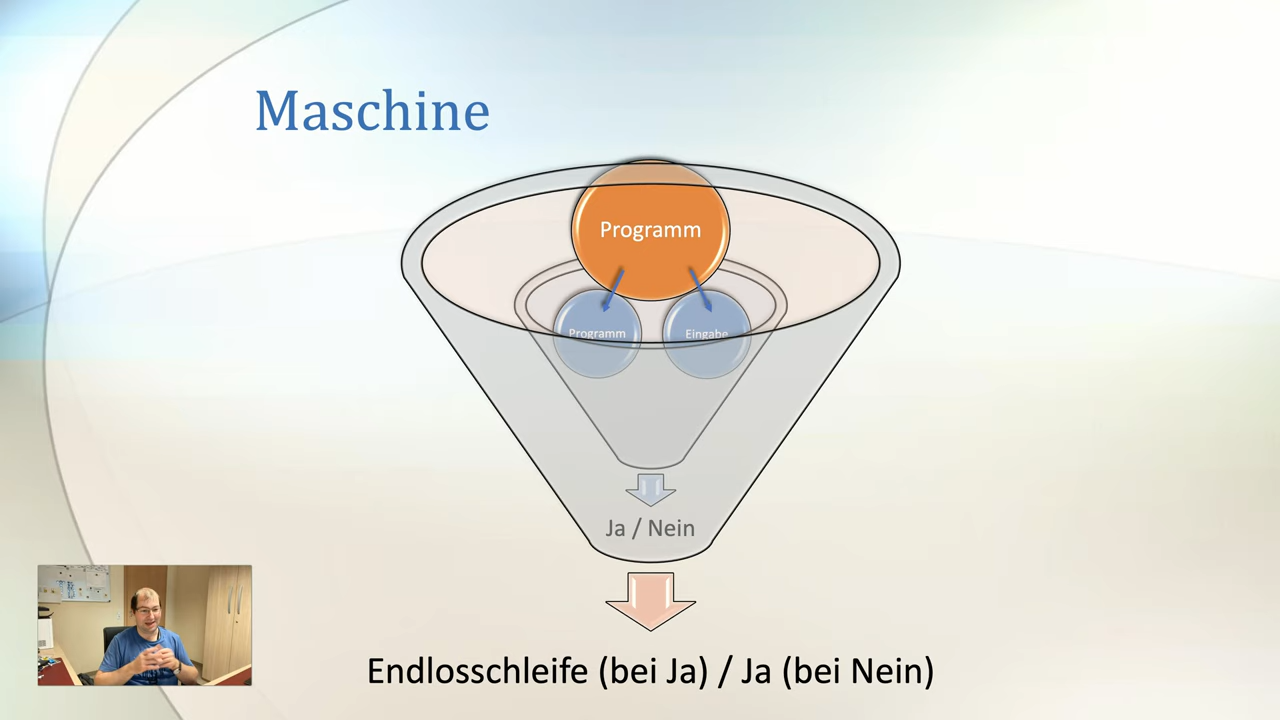 Maschine
Programm
Programm
Eingabe
Ja / Nein
Endlosschleife (bei Ja) / Ja (bei Nein)